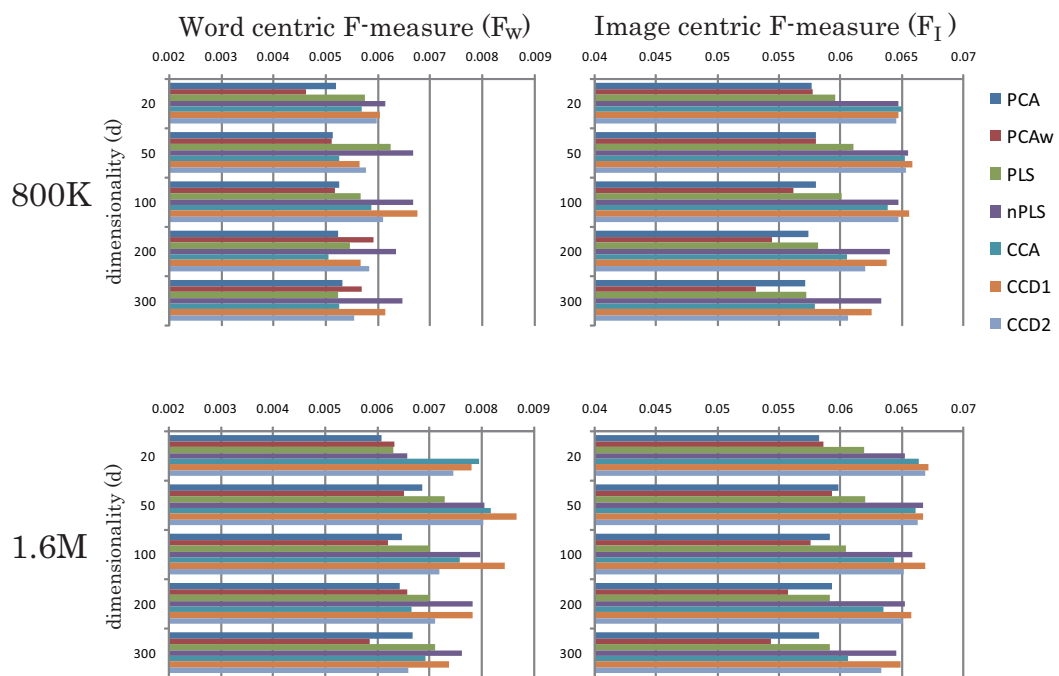 Word centric F-measure (FW)
Image centric F-measure (FI )
0.002 0.003 0.004 0.005 0.006 0.007 0.008 0.009
0.04 0.045 0.05 0.055 0.06 0.065 0.07
800K
dimensionality (d)
20
50
100
200
300
PCA
PCAw
PLS
nPLS
CCA
CCD1
CCD2
0.002 0.003 0.004 0.005 0.006 0.007 0.008 0.009
0.04 0.045 0.05 0.055 0.06 0.065 0.07
1.6M
dimensionality (d)
20
50
100
200
300
20
50
100
200
300
20
50
100
200
300